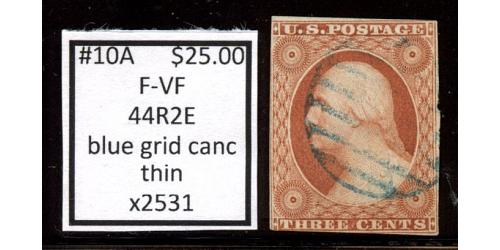 #10A $25.00
F-VF
44R2E
blue grid canc
thin
x2531
U.S. POSTAGE
THREE CENTS